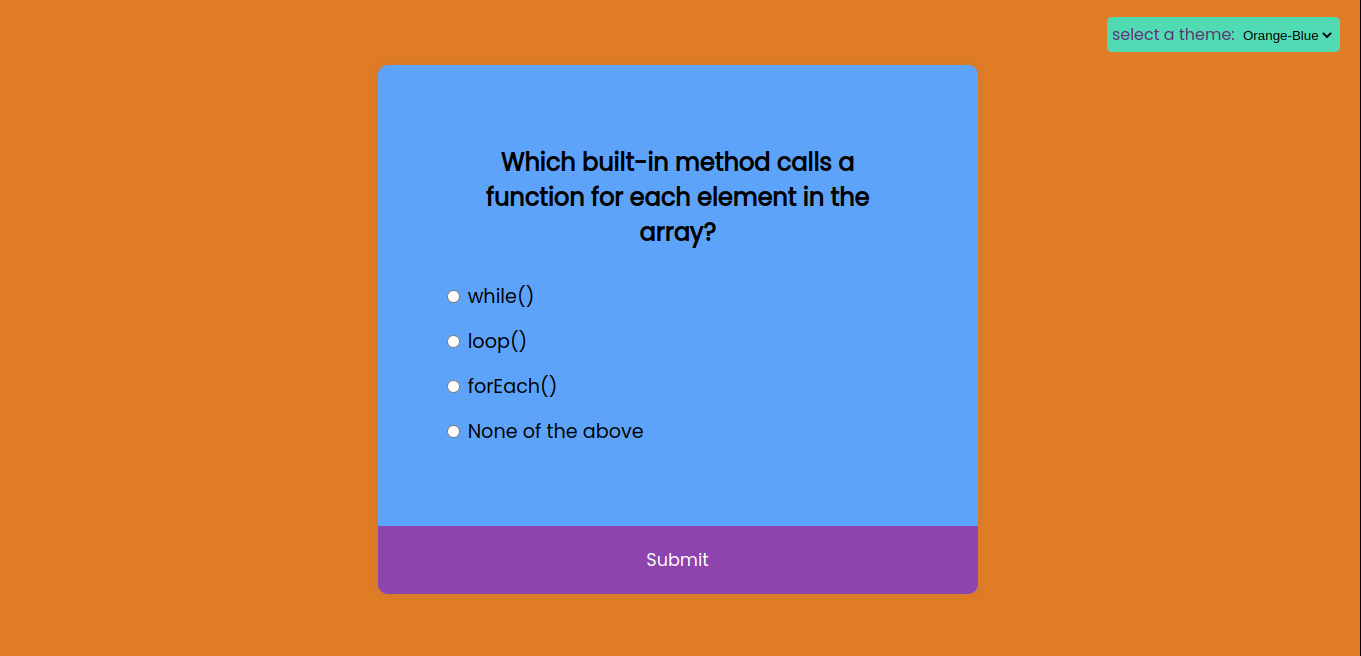 select a theme: Orange-Blue
Which built-in method calls a
function for each element in the
array?
while()
loop()
forEach()
None of the above
Submit